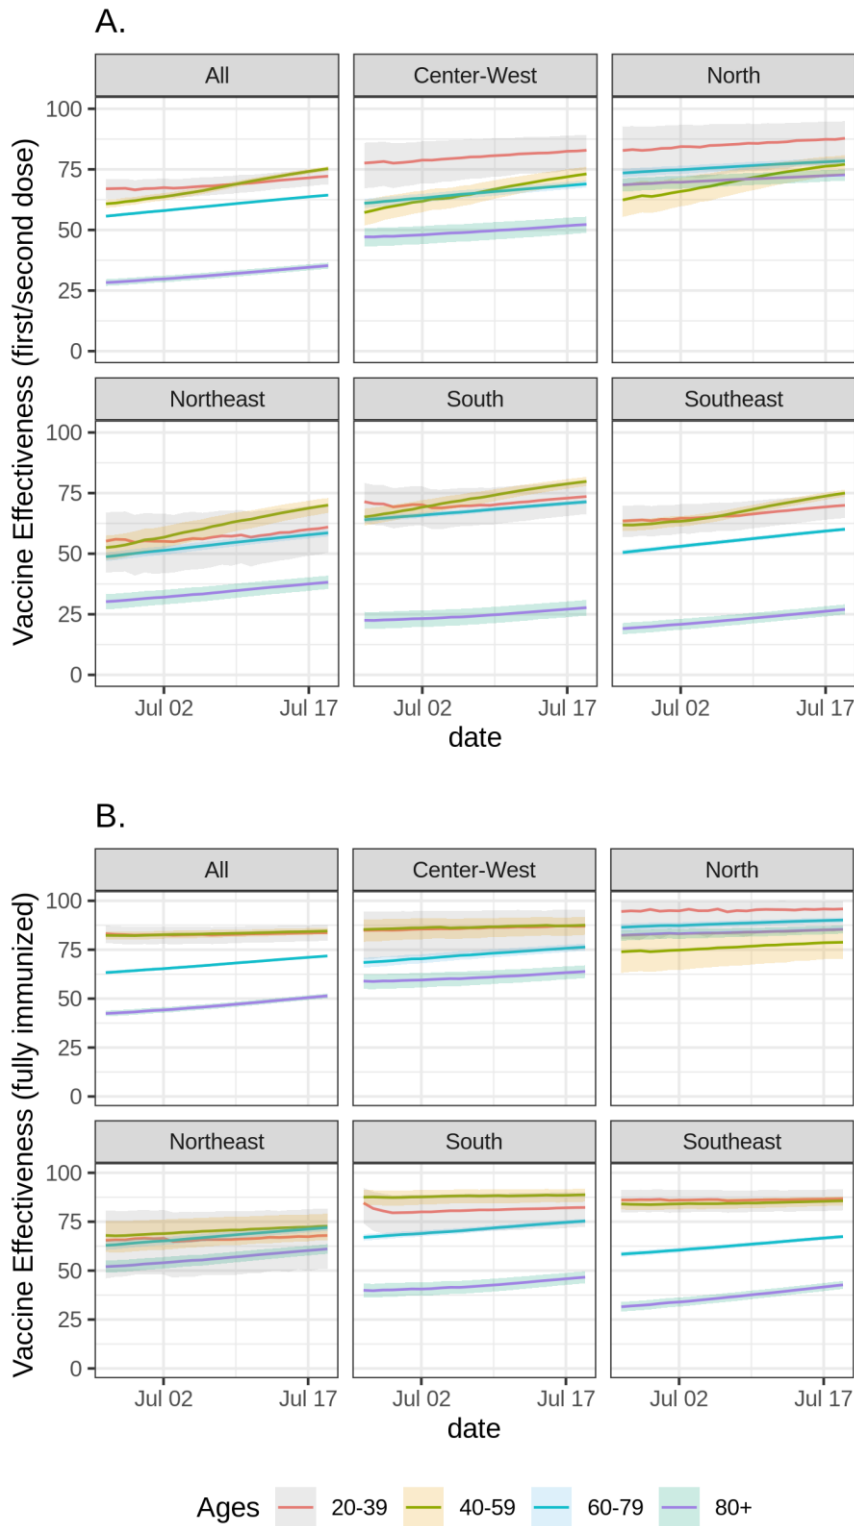 A.
All
Center-West
North
100
75
50
25
0
Northeast
South
Southeast
100
75
50
25
0
Vaccine Effectiveness (first/second dose)
Jul 02
Jul 17
Jul 02
Jul 17
Jul 02
Jul 17
date
B.
All
Center-West
North
100
75
50
25
0
Northeast
South
Southeast
100
75
50
25
0
Vaccine Effectiveness (fully immunized)
Jul 02
Jul 17
Jul 02
Jul 17
Jul 02
Jul 17
date
Ages 20-39 40-59 60-79 80+